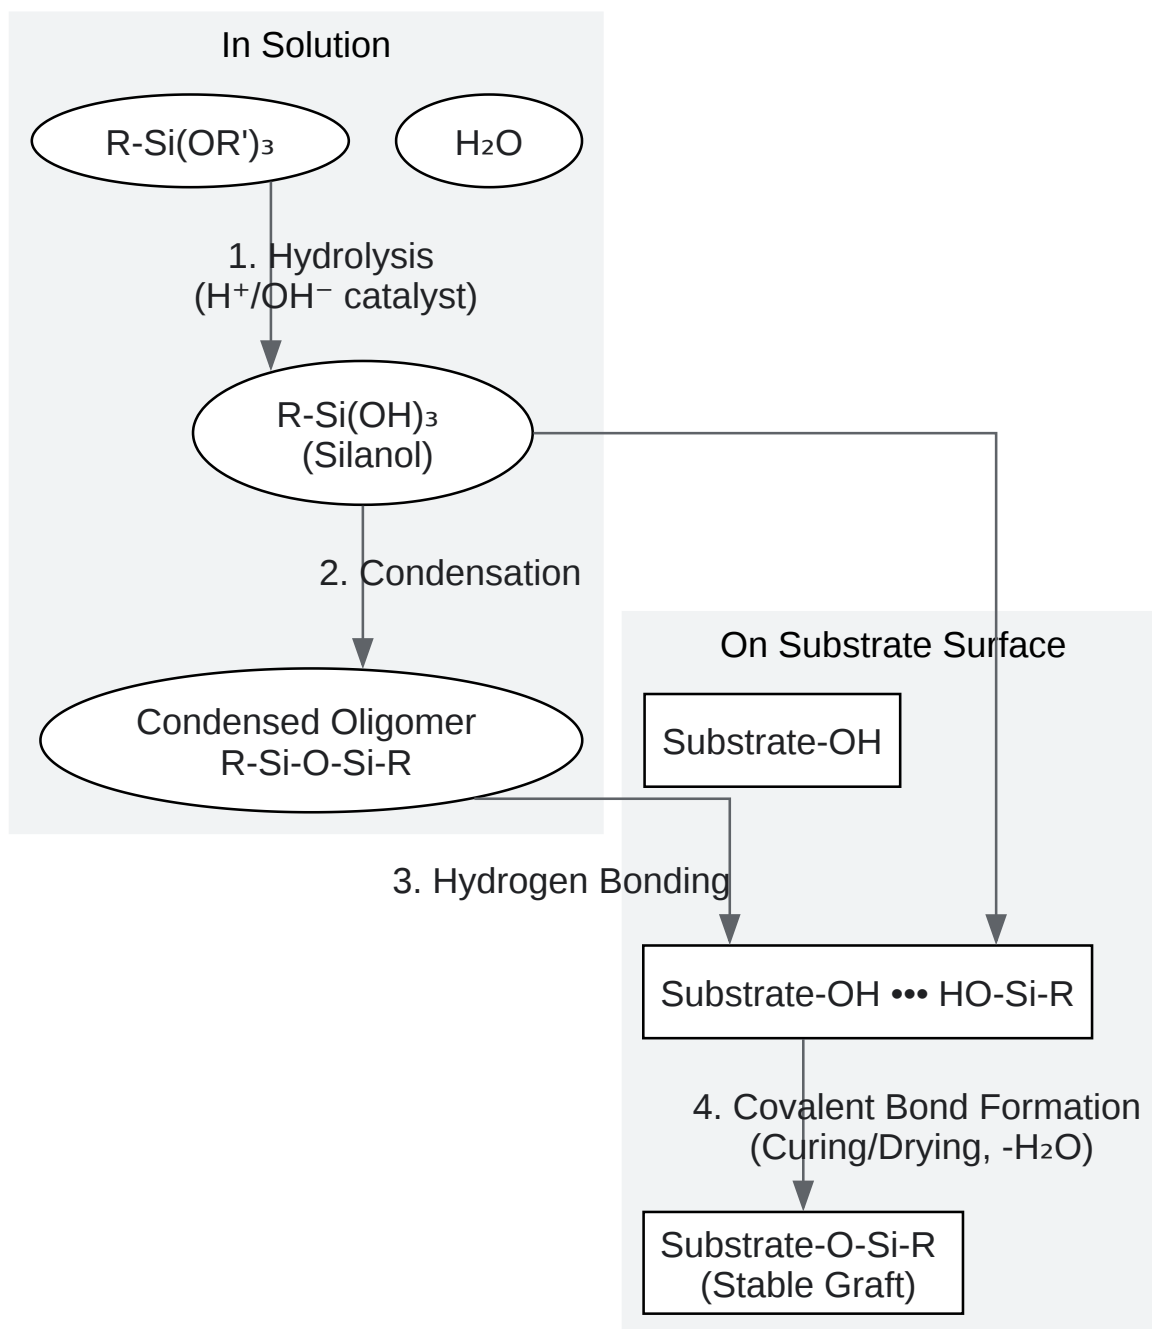 In Solution
R-Si(OR')₃
H₂O
1. Hydrolysis
(H⁺/OH⁻ catalyst)
R-Si(OH)₃
(Silanol)
2. Condensation
On Substrate Surface
Condensed Oligomer
R-Si-O-Si-R
Substrate-OH
3. Hydrogen Bonding
Substrate-OH ••• HO-Si-R
4. Covalent Bond Formation
(Curing/Drying, -H₂O)
Substrate-O-Si-R
(Stable Graft)